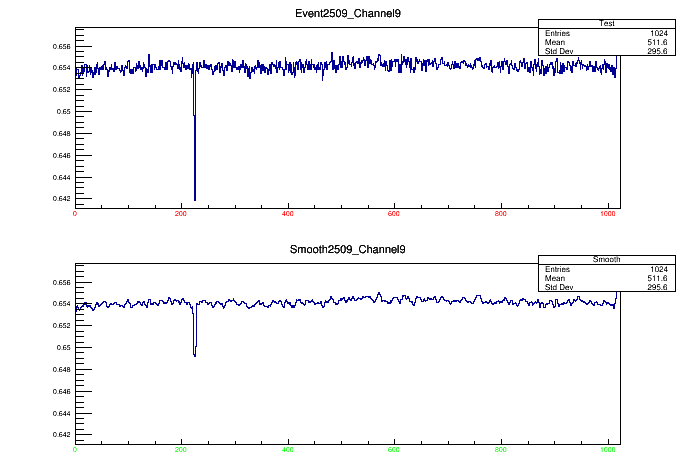 Event2509_Channel9
Test
Entries 1024
Mean 511.6
Std Dev 295.6
0.656
0.654
0.652
0.65
0.648
0.646
0.644
0.642
0 200 400 600 800 1000
Smooth2509_Channel9
Smooth
Entries 1024
Mean 511.6
Std Dev 295.6
0.656
0.654
0.652
0.65
0.648
0.646
0.644
0.642
0 200 400 600 800 1000